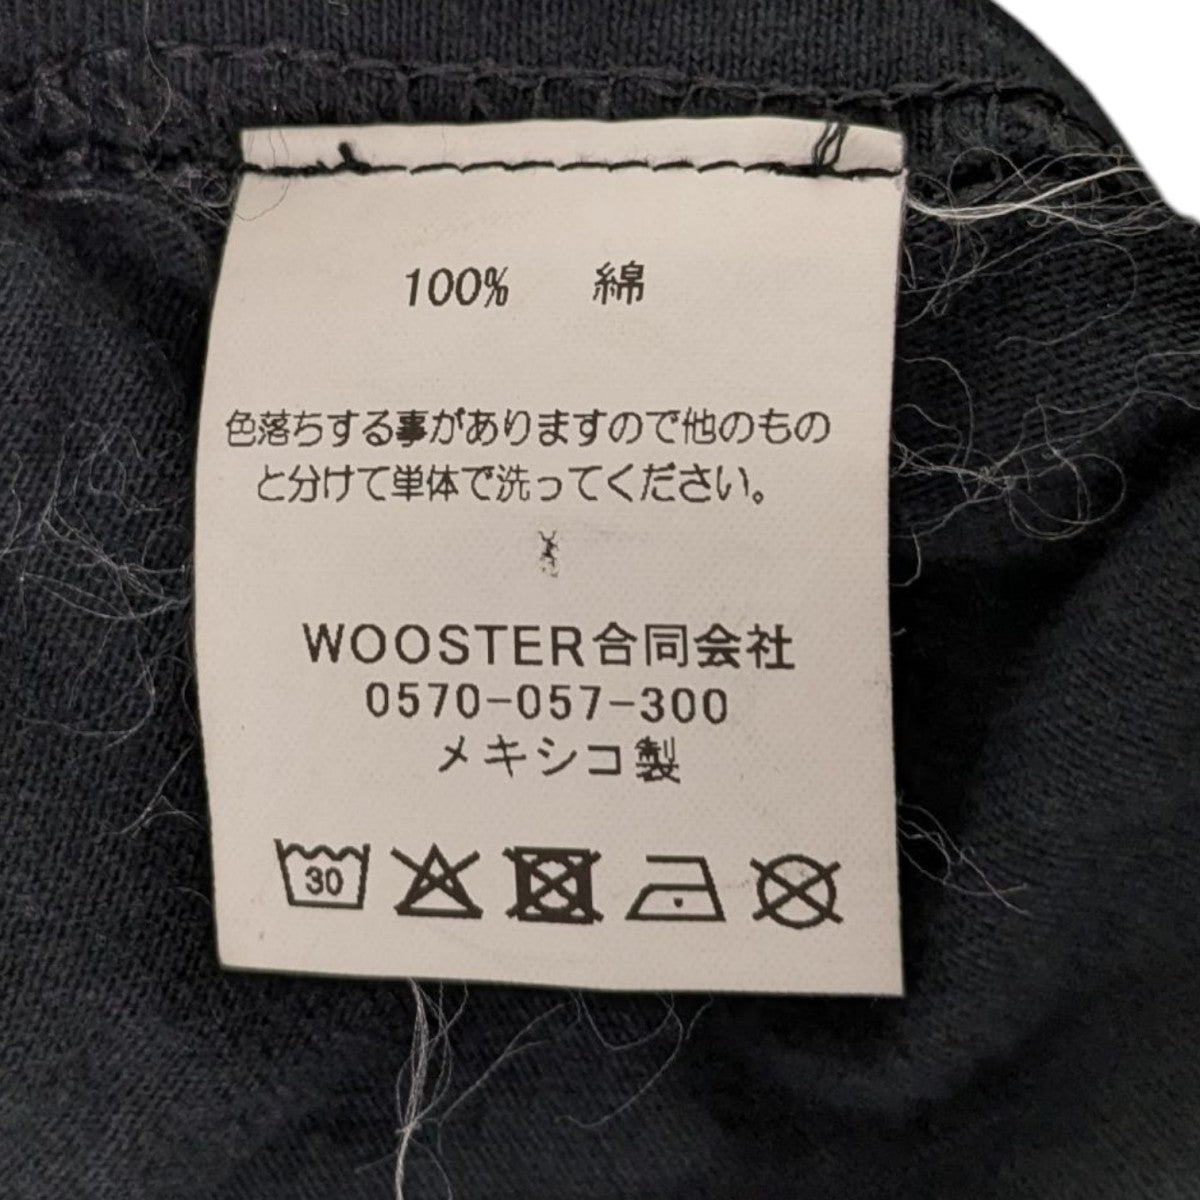 100% 綿
色落ちする事がありますので他のもの
と分けて単体で洗ってください。
WOOSTER合同会社
0570-057-300
メキシコ製
30